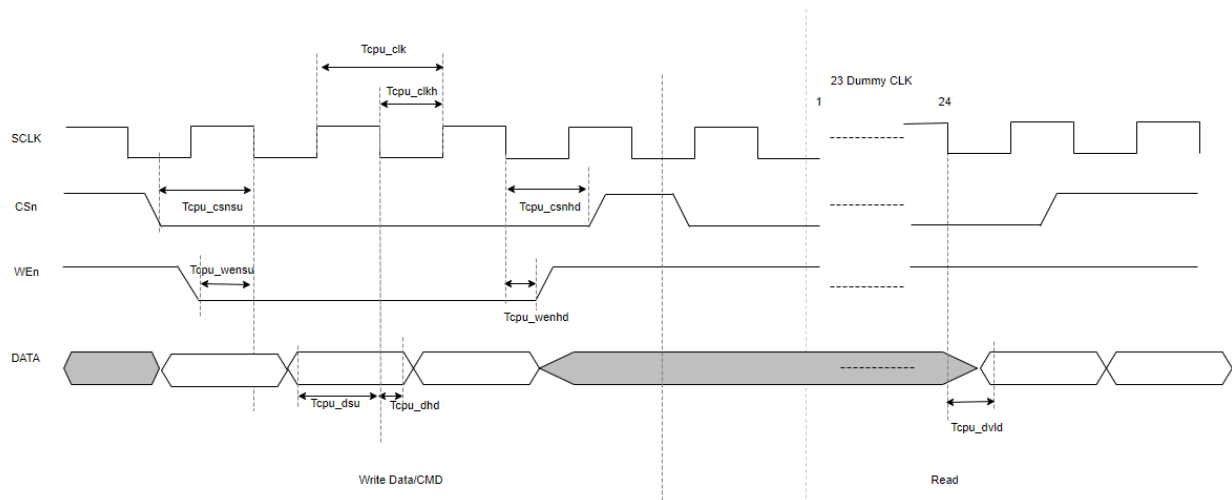 Tcpu_clk
23 Dummy CLK
Tcpu_clkh
1
24
SCLK
CSn
Tcpu_csnsu
Tcpu_csnhd
WEn
Tcpu_wensu
Tcpu_wenhd
DATA
Tcpu_dsu
Tcpu_dhd
Tcpu_dvld
Write Data/CMD
Read